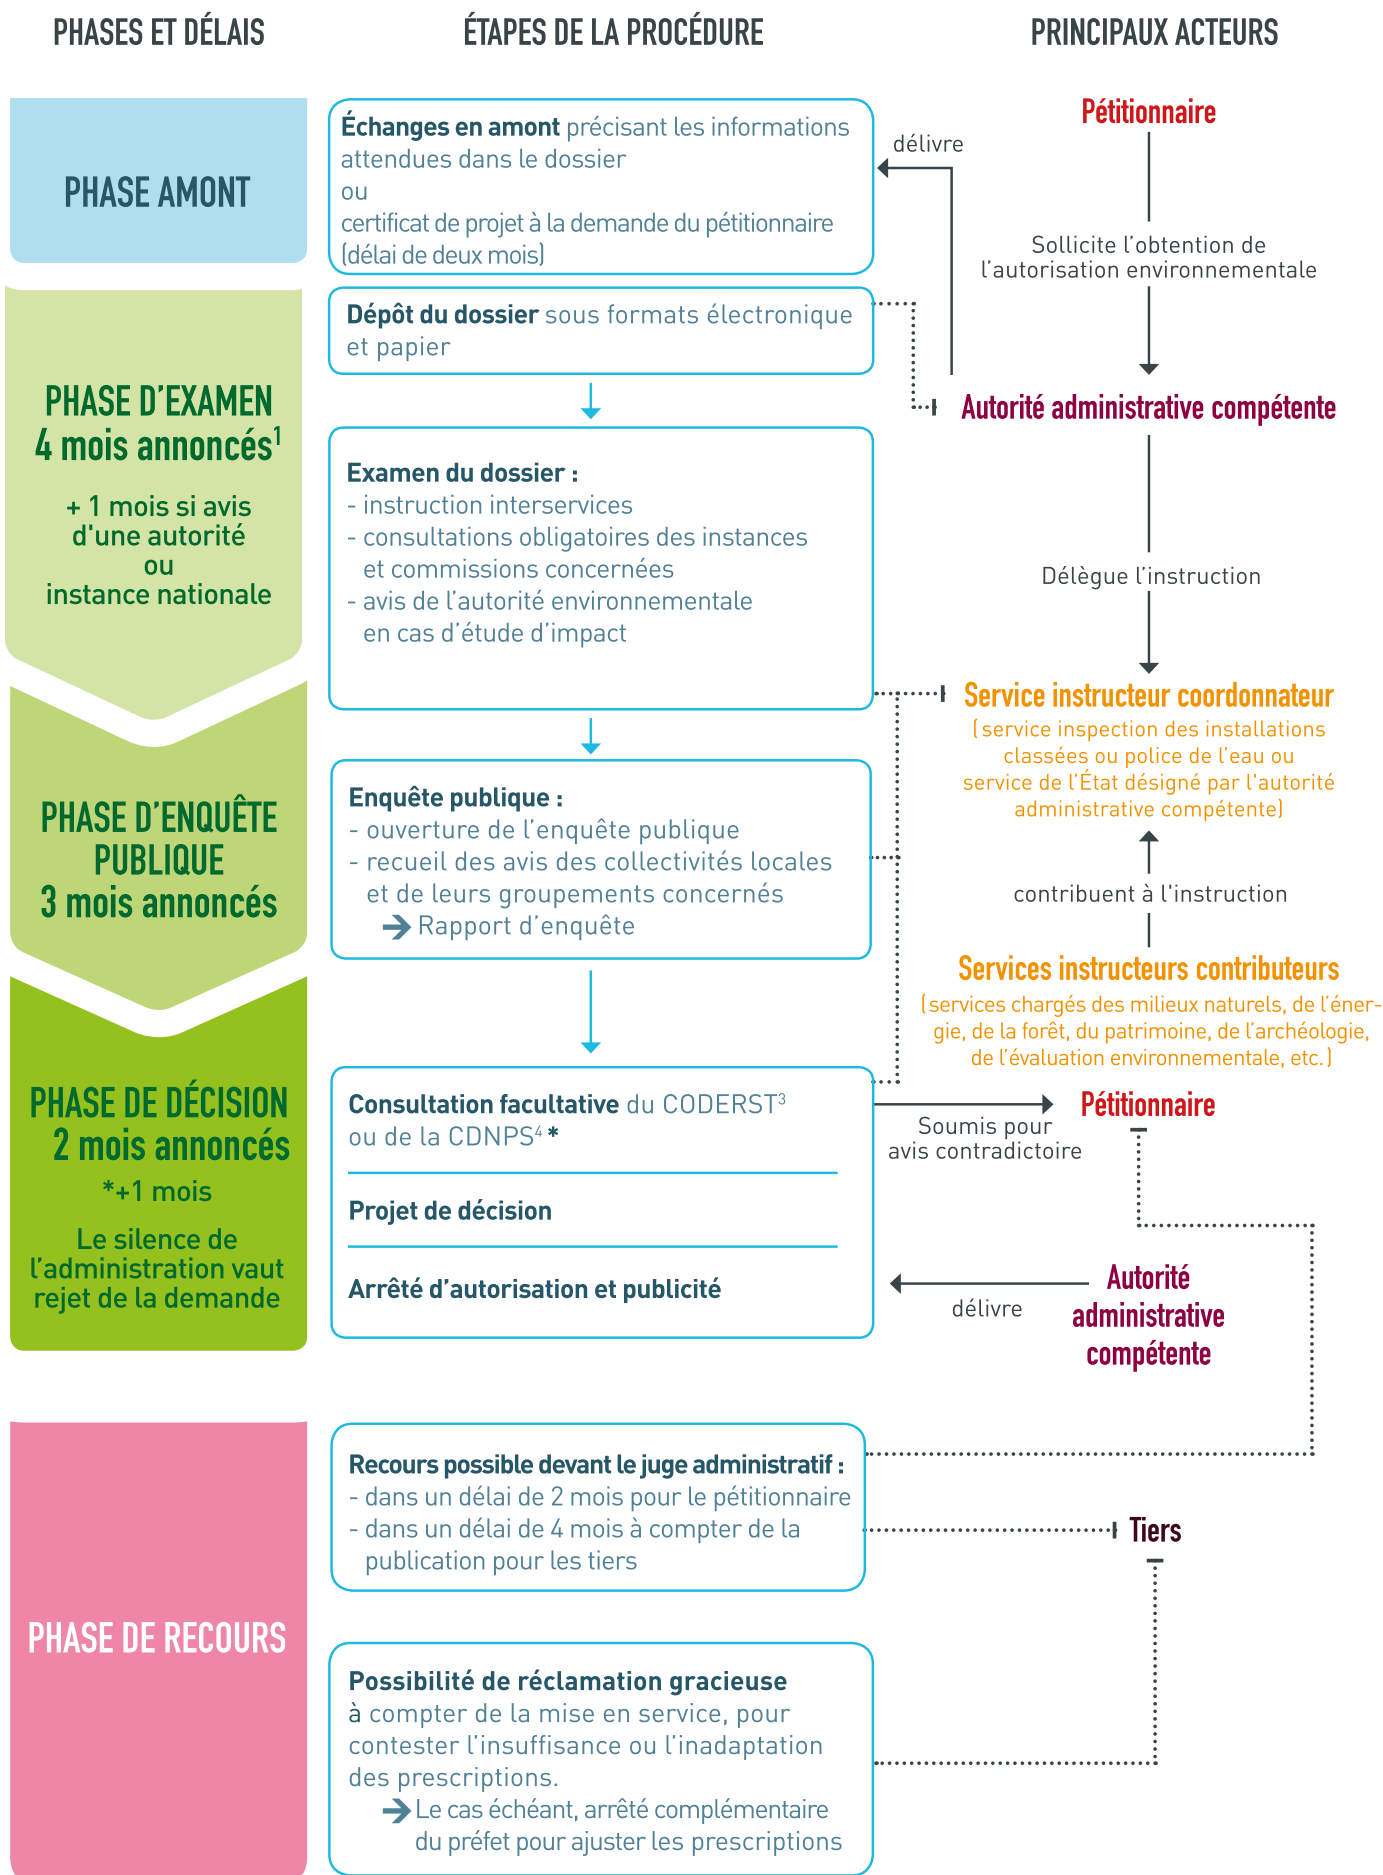 PHASES ET DÉLAIS
ÉTAPES DE LA PROCÉDURE
PRINCIPAUX ACTEURS
PHASE AMONT
Échanges en amont précisant les informations
attendues dans le dossier
ou
certificat de projet à la demande du pétitionnaire
(délai de deux mois)
délivre
Pétitionnaire
Sollicite l’obtention de
l’autorisation environnementale
PHASE D’EXAMEN
4 mois annoncés¹
+ 1 mois si avis
d'une autorité
ou
instance nationale
Dépôt du dossier sous formats électronique
et papier
Autorité administrative compétente
Examen du dossier :
- instruction interservices
- consultations obligatoires des instances
et commissions concernées
- avis de l’autorité environnementale
en cas d’étude d’impact
Délègue l’instruction
Service instructeur coordonnateur
(service inspection des installations
classées ou police de l’eau ou
service de l’État désigné par l'autorité
administrative compétente)
PHASE D’ENQUÊTE
PUBLIQUE
3 mois annoncés
Enquête publique :
- ouverture de l’enquête publique
- recueil des avis des collectivités locales
et de leurs groupements concernés
➔ Rapport d’enquête
contribuent à l'instruction
Services instructeurs contributeurs
(services chargés des milieux naturels, de l’éner-
gie, de la forêt, du patrimoine, de l’archéologie,
de l’évaluation environnementale, etc.)
PHASE DE DÉCISION
2 mois annoncés
*+1 mois
Le silence de
l’administration vaut
rejet de la demande
Consultation facultative du CODERST³
ou de la CDNPS⁴ *
Projet de décision
Arrêté d’autorisation et publicité
Soumis pour
avis contradictoire
Pétitionnaire
délivre
Autorité
administrative
compétente
PHASE DE RECOURS
Recours possible devant le juge administratif :
- dans un délai de 2 mois pour le pétitionnaire
- dans un délai de 4 mois à compter de la
publication pour les tiers
Tiers
Possibilité de réclamation gracieuse
à compter de la mise en service, pour
contester l’insuffisance ou l’inadaptation
des prescriptions.
➔ Le cas échéant, arrêté complémentaire
du préfet pour ajuster les prescriptions